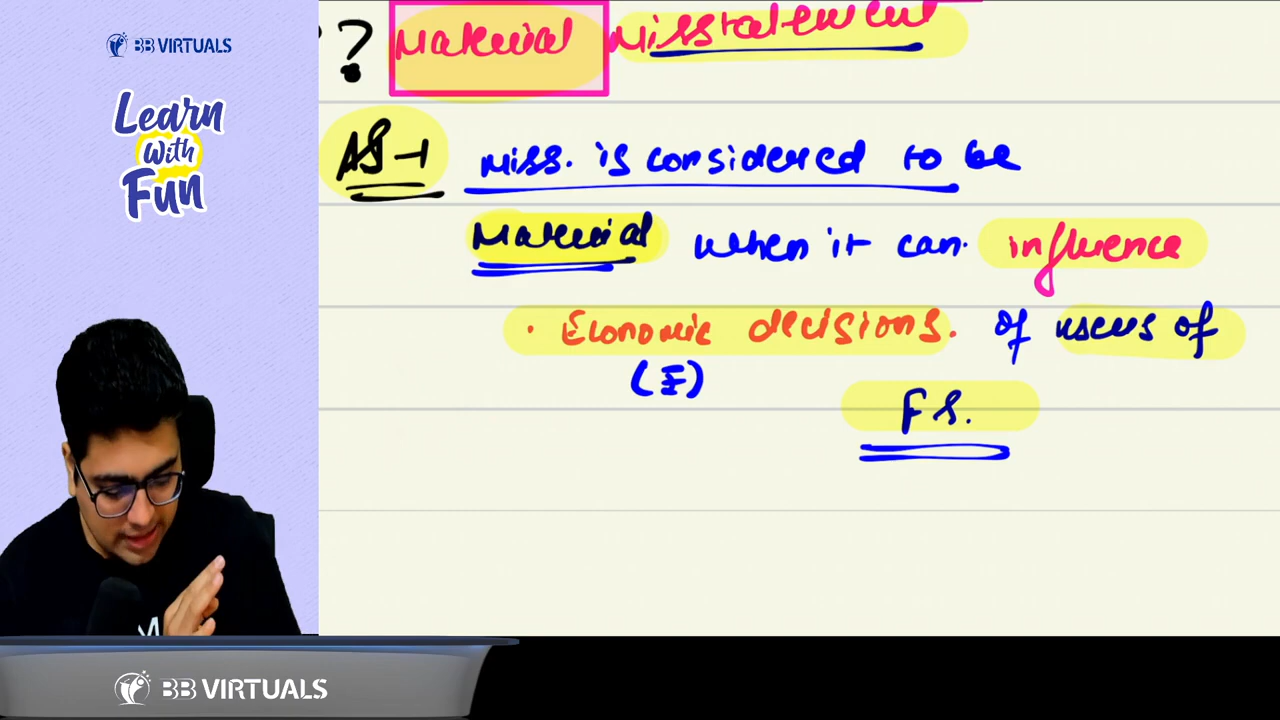 BB VIRTUALS
Learn
With
Fun
? Material Misstatement
AS-1 Miss. is considered to be
Material when it can influence
. Economic decisions. of users of
(I)
F.S.
BB VIRTUALS